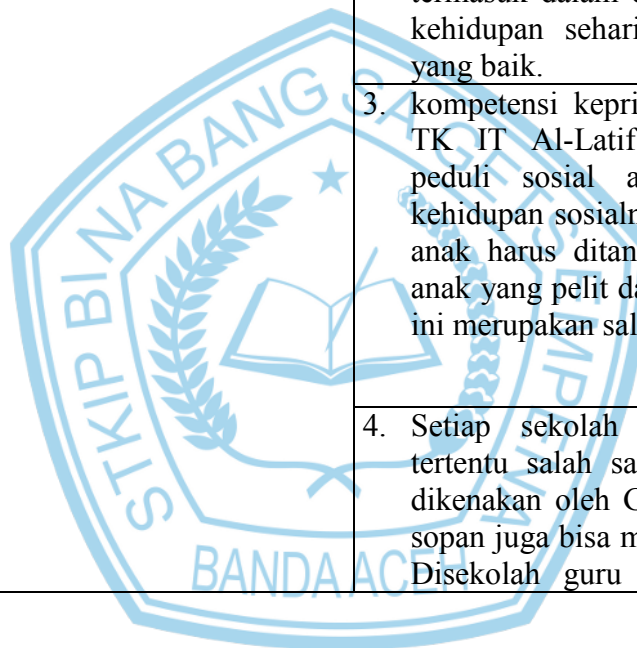 kehidupan sehari
yang baik.
3. kompetensi kepri
TK IT Al-Latif
peduli sosial a
kehidupan sosialn
anak harus ditan
anak yang pelit da
ini merupakan sal
4. Setiap sekolah
tertentu salah sa
dikenakan oleh G
sopan juga bisa m
Disekolah guru
STKIP BINA BANGSA GETSEMPENA
BANDA ACEH